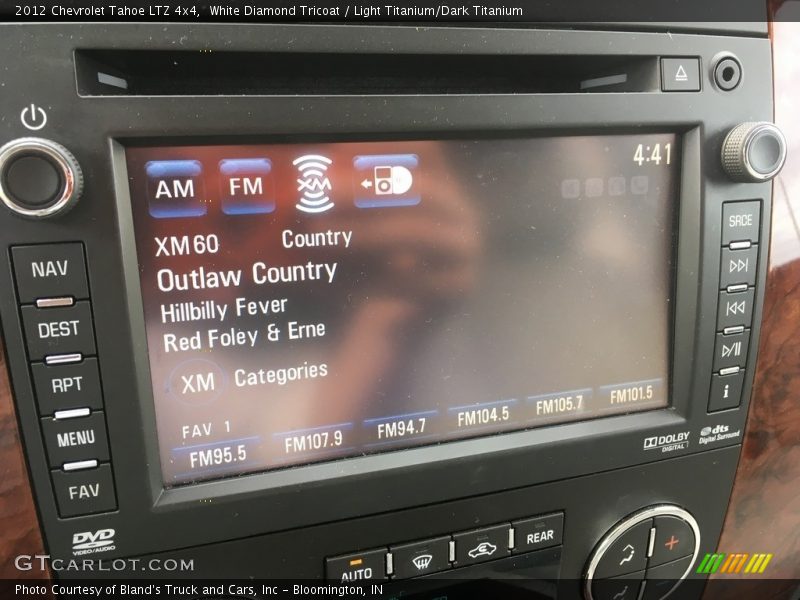 2012 Chevrolet Tahoe LTZ 4x4, White Diamond Tricoat / Light Titanium/Dark Titanium
AM FM XM
4:41
XM60 Country
Outlaw Country
Hillbilly Fever
Red Foley & Erne
XM Categories
FAV 1
FM95.5 FM107.9 FM94.7 FM104.5 FM105.7 FM101.5
NAV
DEST
RPT
MENU
FAV
SRCE
i
DVD
VIDEO/AUDIO
DOLBY
DIGITAL
dts
Digital Surround
AUTO
REAR
GTCARLOT.COM
Photo Courtesy of Bland's Truck and Cars, Inc - Bloomington, IN